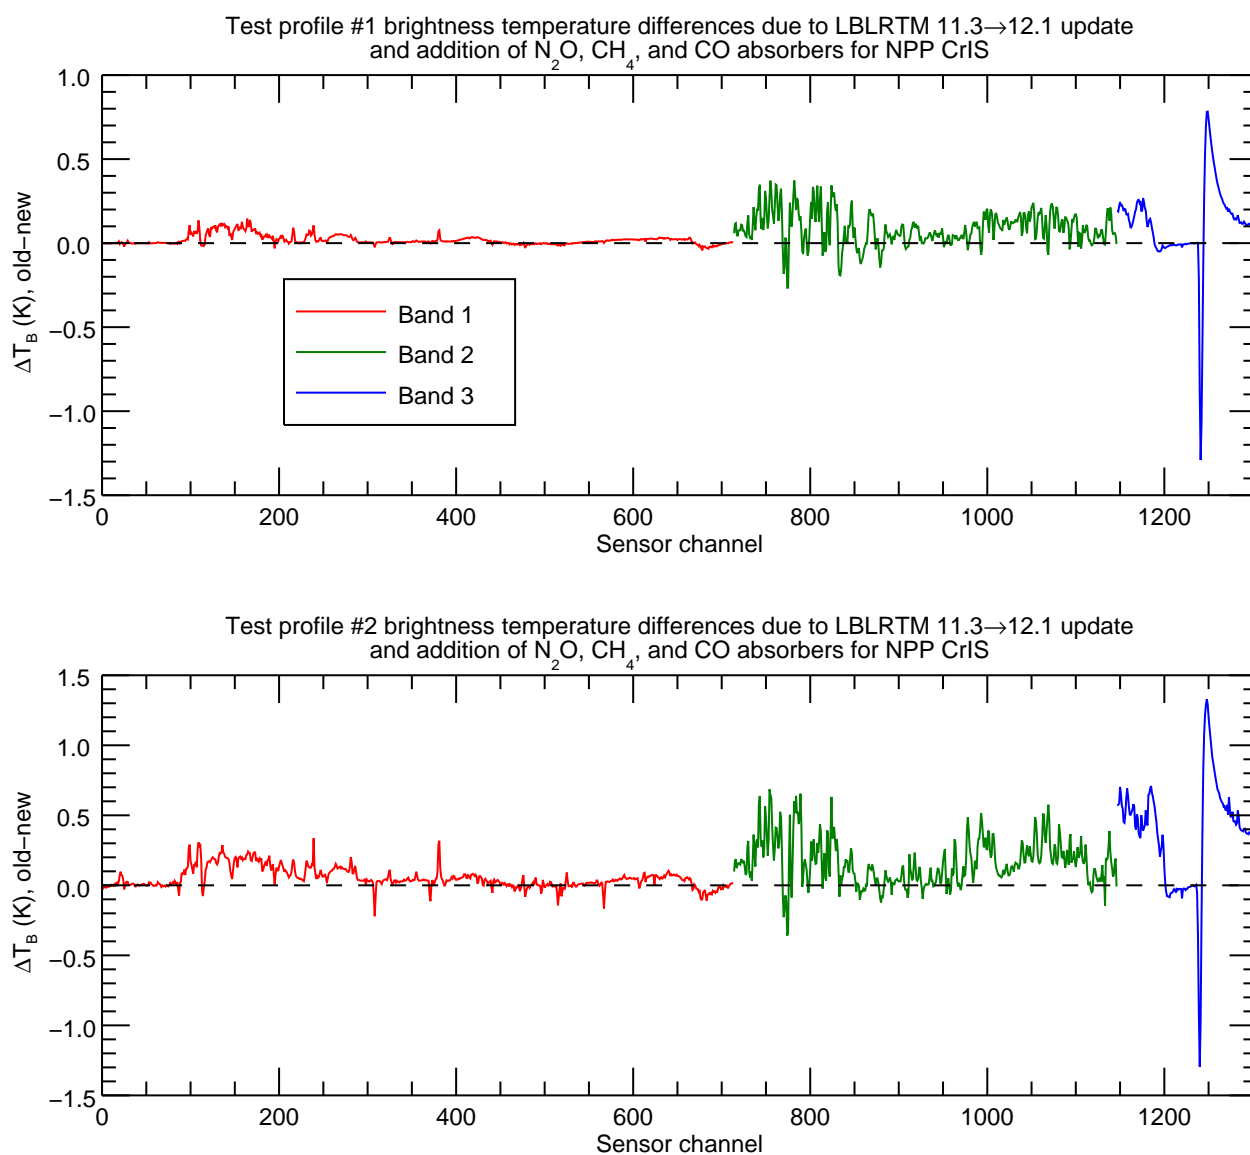 Test profile #1 brightness temperature differences due to LBLRTM 11.3→12.1 update
and addition of N₂O, CH₄, and CO absorbers for NPP CrIS
1.0
0.5
0.0
−0.5
−1.0
−1.5
ΔT_B (K), old−new
Band 1
Band 2
Band 3
0 200 400 600 800 1000 1200
Sensor channel
Test profile #2 brightness temperature differences due to LBLRTM 11.3→12.1 update
and addition of N₂O, CH₄, and CO absorbers for NPP CrIS
1.5
1.0
0.5
0.0
−0.5
−1.0
−1.5
ΔT_B (K), old−new
0 200 400 600 800 1000 1200
Sensor channel